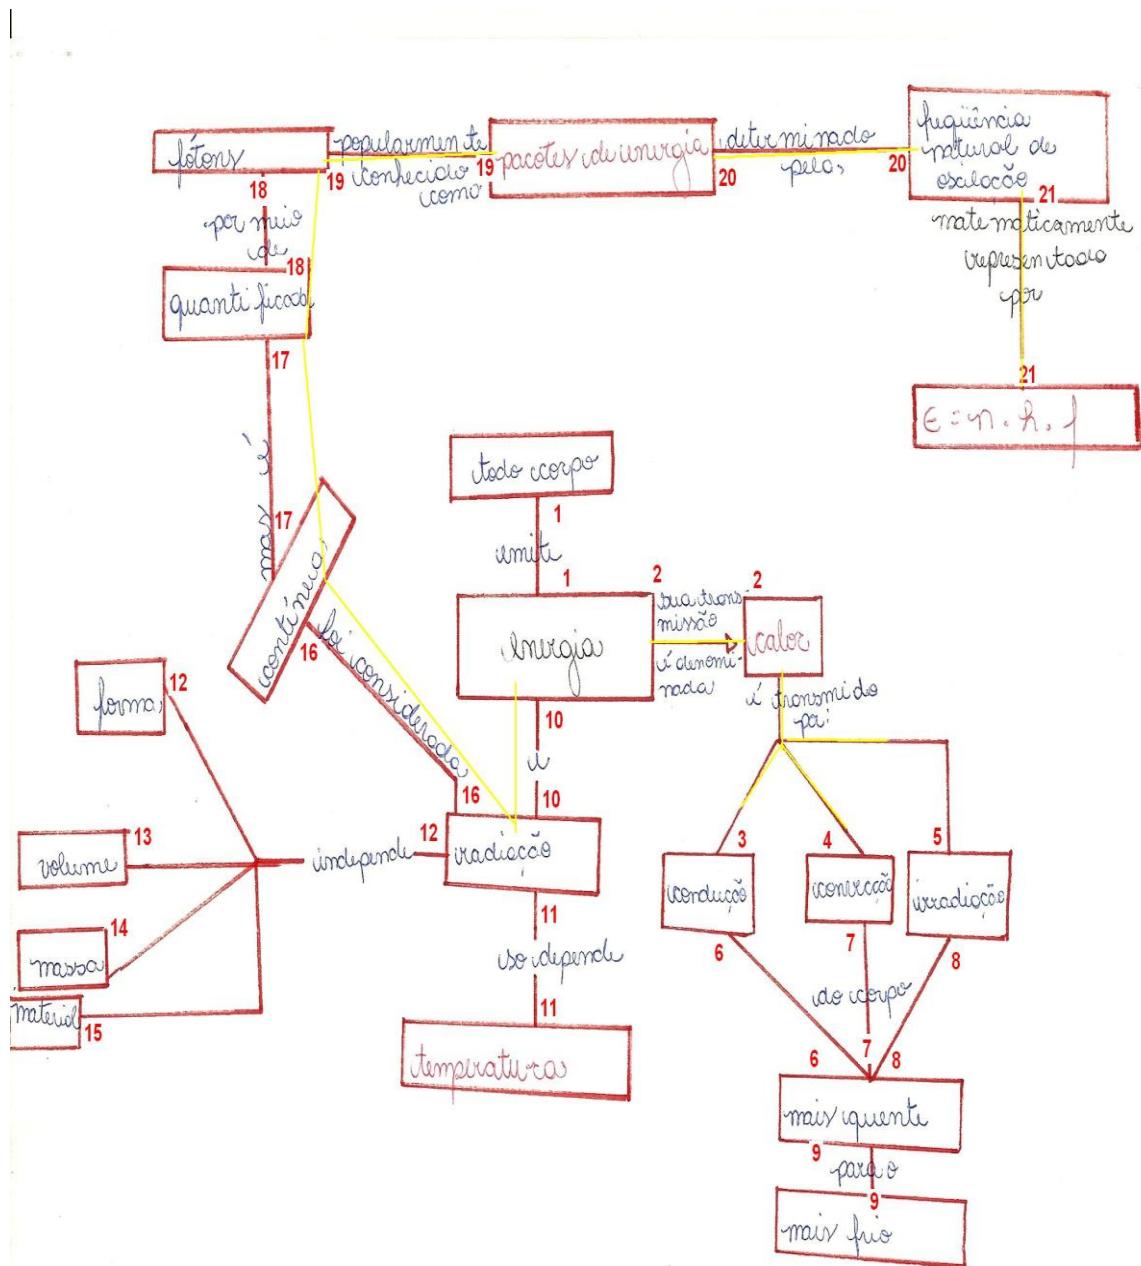 fótons
popularmente
conhecido
como
pacotes de energia
determinado
pela
freqüência
natural de
oscilação
18
19
19
20
20
21
por meio
de
18
quantificada
matematicamente
representado
por
17
21
E = n . h . f
mas é
17
contínua
todo corpo
1
emite
1
2
2
energia
sua trans-
missão
é denomi-
nada
calor
16
foi considerada
16
10
é
10
é transmido
por:
forma
12
volume
13
massa
14
material
15
independe
12
radiação
11
só depende
11
temperatura
3
4
5
condução
convecção
irradiação
6
7
8
do corpo
6
7
8
mais quente
9
para o
9
mais frio